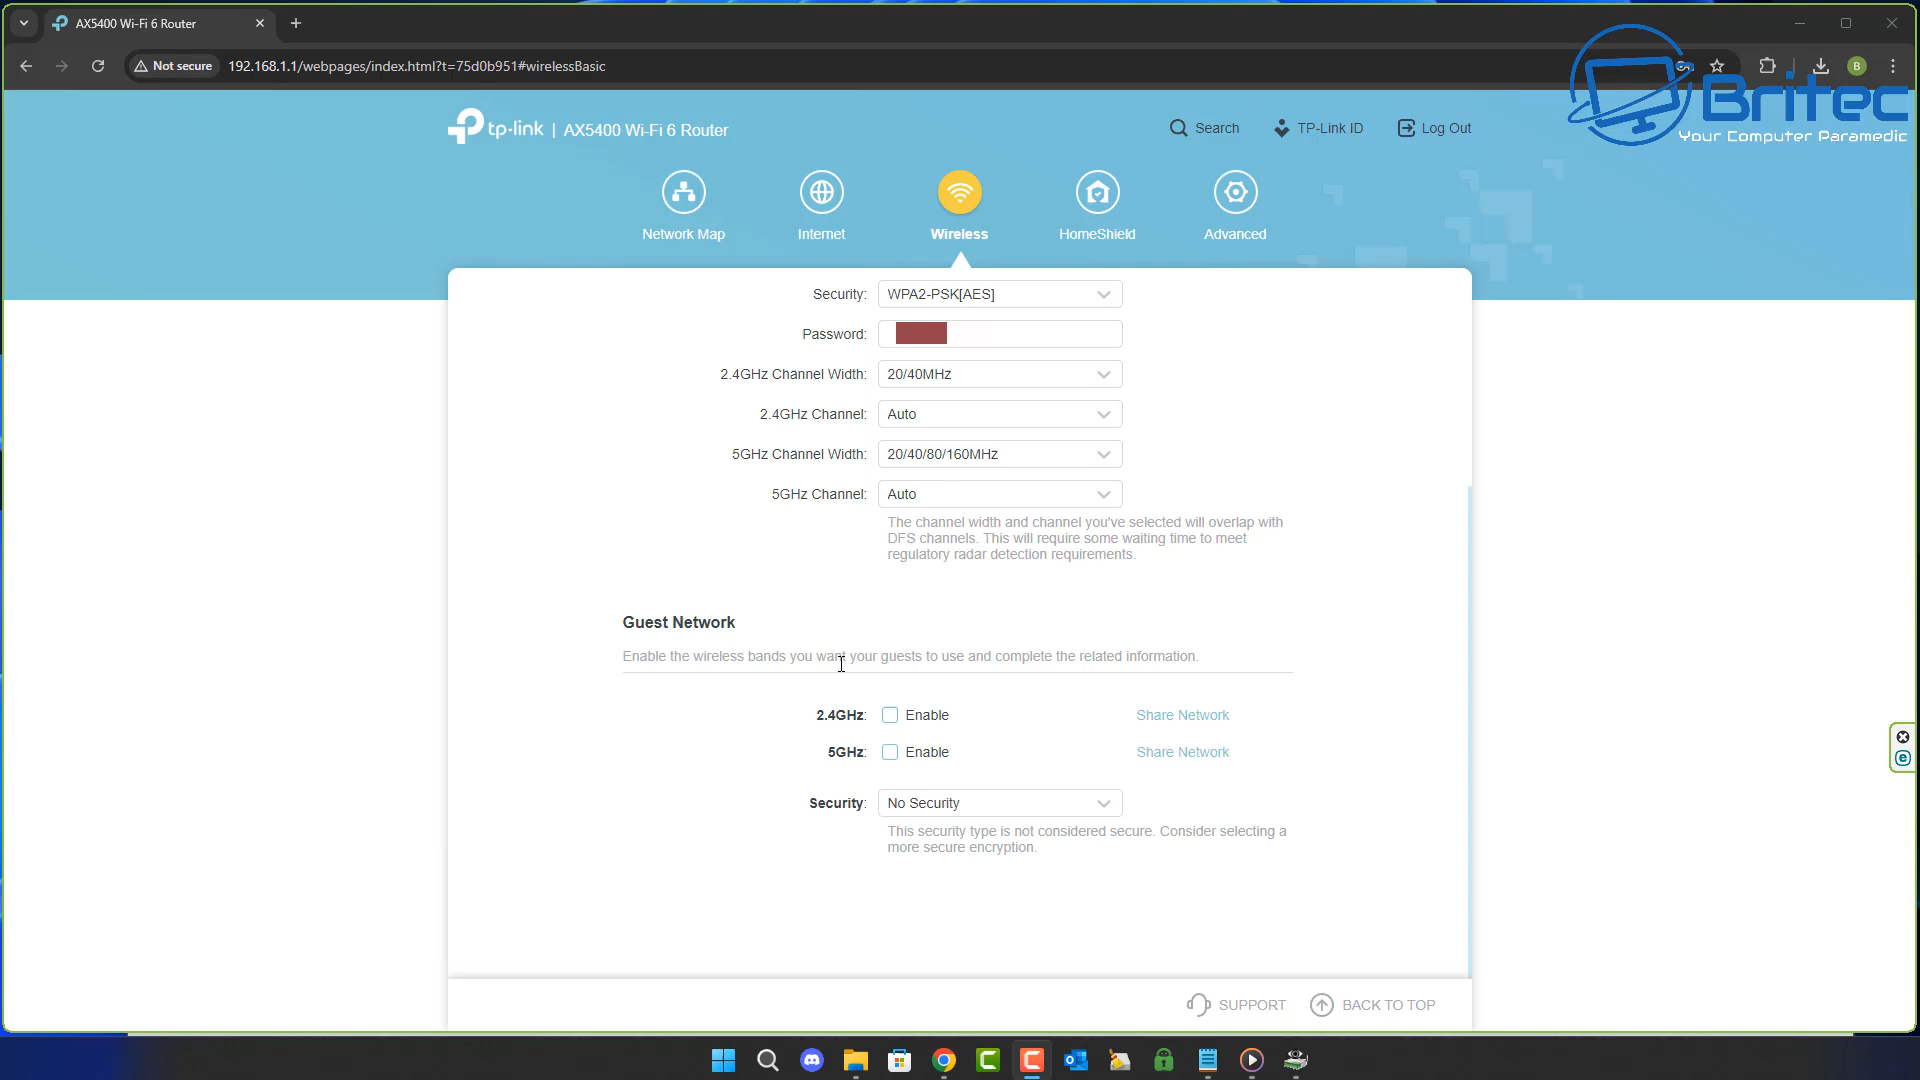 AX5400 Wi-Fi 6 Router
Not secure
192.168.1.1/webpages/index.html?t=75d0b951#wirelessBasic
B
Britec
Your Computer Paramedic
tp-link | AX5400 Wi-Fi 6 Router
Search
TP-Link ID
Log Out
Network Map
Internet
Wireless
HomeShield
Advanced
Security: WPA2-PSK[AES]
Password:
2.4GHz Channel Width: 20/40MHz
2.4GHz Channel: Auto
5GHz Channel Width: 20/40/80/160MHz
5GHz Channel: Auto
The channel width and channel you've selected will overlap with
DFS channels. This will require some waiting time to meet
regulatory radar detection requirements.
Guest Network
Enable the wireless bands you want your guests to use and complete the related information.
2.4GHz: Enable Share Network
5GHz: Enable Share Network
Security: No Security
This security type is not considered secure. Consider selecting a
more secure encryption.
SUPPORT
BACK TO TOP